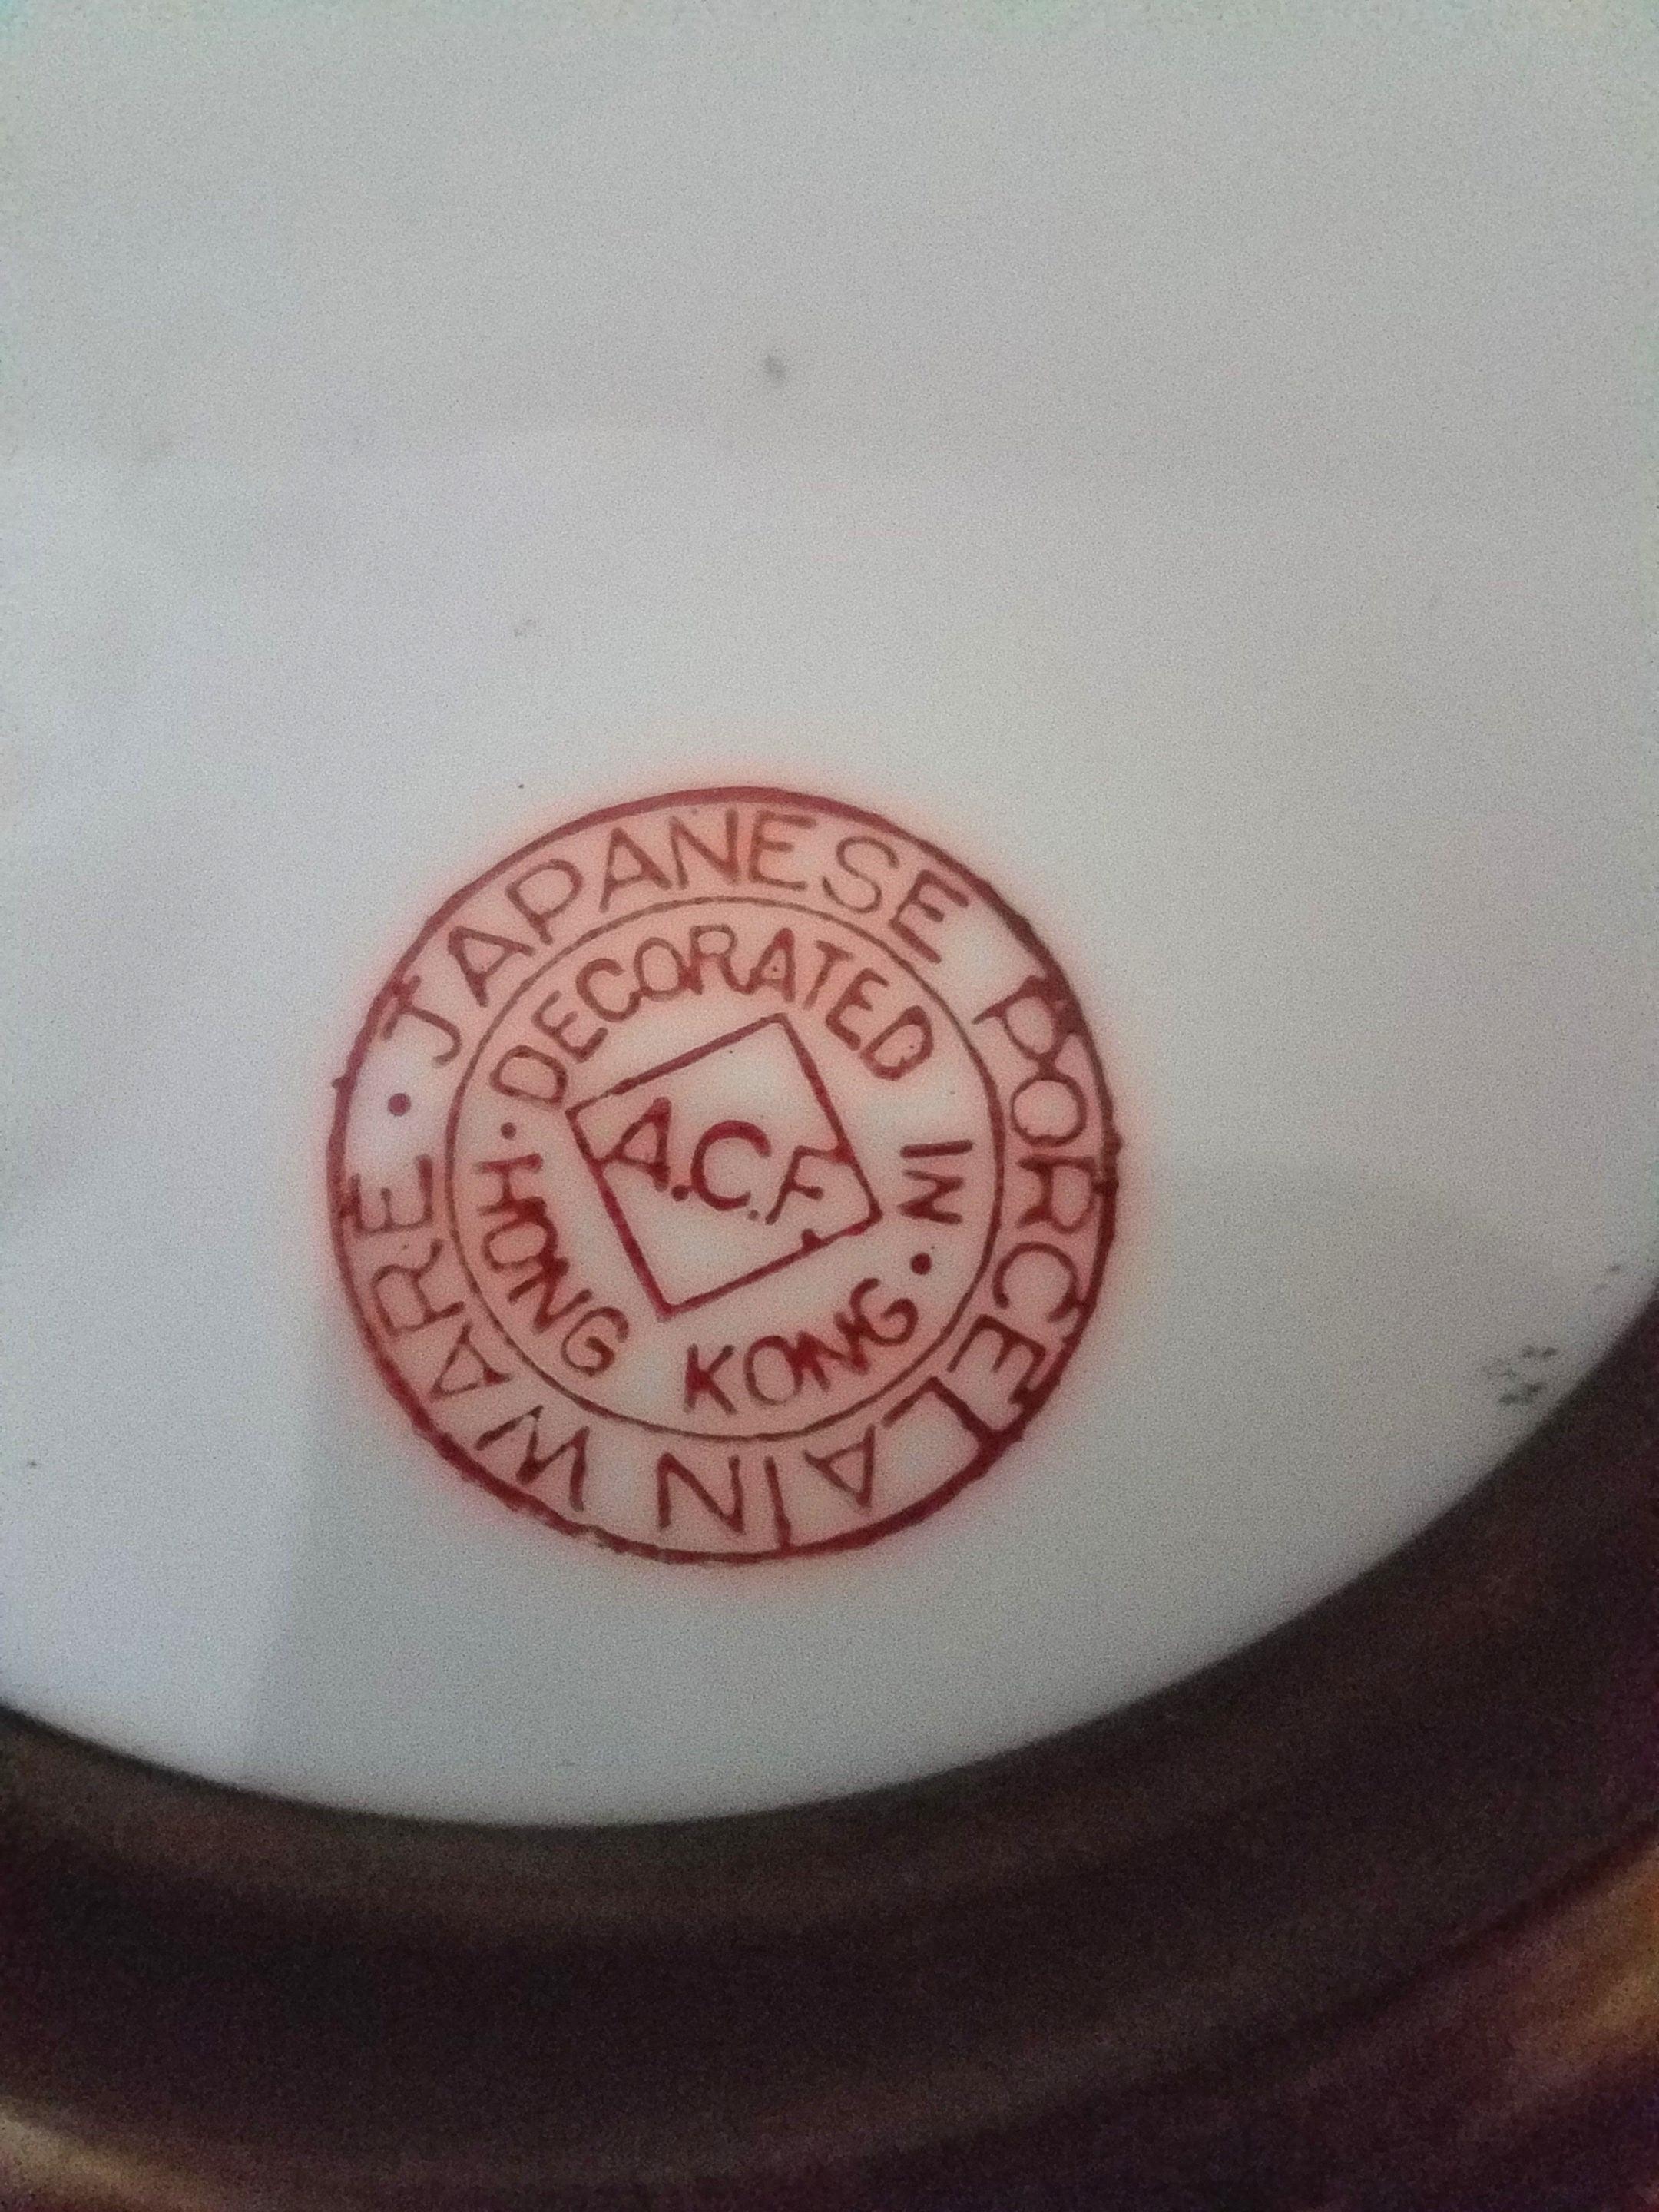 · JAPANESE PORCELAIN WARE
· DECORATED IN · HONG KONG
A.C.F.